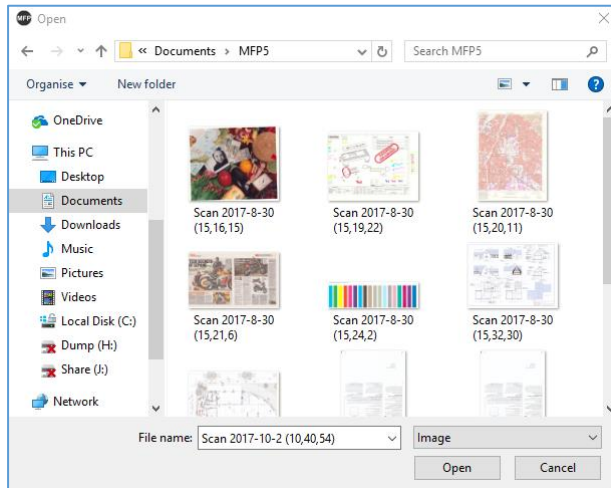 MFP Open
« Documents › MFP5
Search MFP5
Organise
New folder
?
OneDrive
This PC
Desktop
Documents
Downloads
Music
Pictures
Videos
Local Disk (C:)
Dump (H:)
Share (J:)
Network
Scan 2017-8-30
(15,16,15)
Scan 2017-8-30
(15,19,22)
Scan 2017-8-30
(15,20,11)
Scan 2017-8-30
(15,21,6)
Scan 2017-8-30
(15,24,2)
Scan 2017-8-30
(15,32,30)
File name: Scan 2017-10-2 (10,40,54)
Image
Open
Cancel